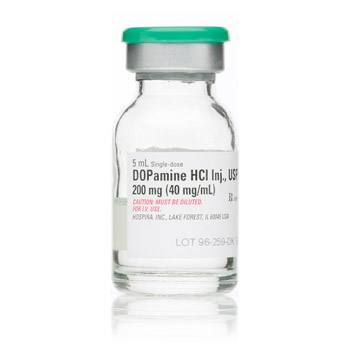 5 mL Single-dose
DOPamine HCl Inj., USP
200 mg (40 mg/mL)
CAUTION: MUST BE DILUTED.
FOR I.V. USE.
HOSPIRA, INC., LAKE FOREST, IL 60045 USA
LOT 96-259-DK